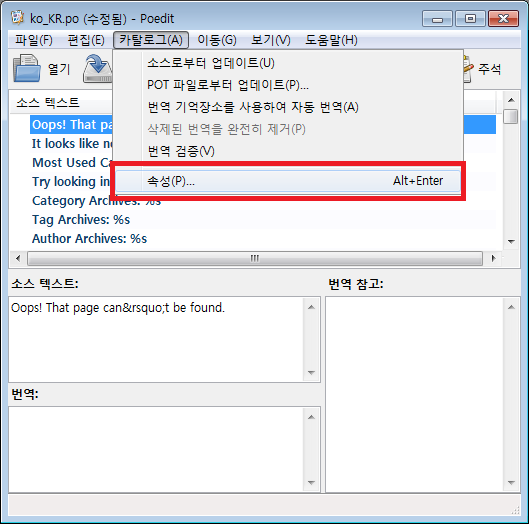 ko_KR.po (수정됨) - Poedit
파일(F) 편집(E) 카탈로그(A) 이동(G) 보기(V) 도움말(H)
열기
주석
소스로부터 업데이트(U)
POT 파일로부터 업데이트(P)...
번역 기억장소를 사용하여 자동 번역(A)
삭제된 번역을 완전히 제거(P)
번역 검증(V)
속성(P)... Alt+Enter
소스 텍스트
Oops! That pa
It looks like n
Most Used Ca
Try looking in
Category Archives: %s
Tag Archives: %s
Author Archives: %s
소스 텍스트:
Oops! That page can&rsquo;t be found.
번역:
번역 참고: